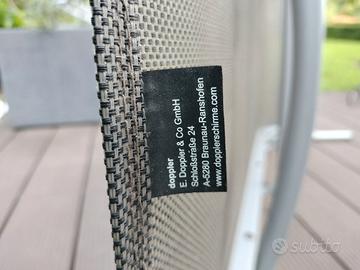 doppler
E. Doppler & Co GmbH
Schloßstraße 24
A-5280 Braunau-Ranshofen
www.dopplerschirme.com
subito